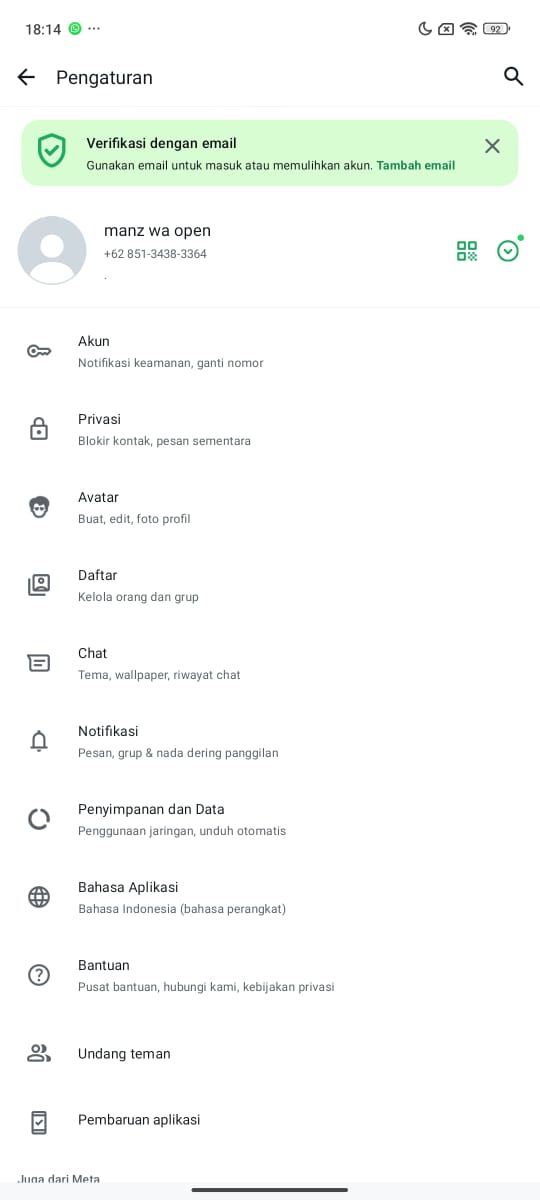 18:14
92
Pengaturan
Verifikasi dengan email
Gunakan email untuk masuk atau memulihkan akun. Tambah email
manz wa open
+62 851-3438-3364
.
Akun
Notifikasi keamanan, ganti nomor
Privasi
Blokir kontak, pesan sementara
Avatar
Buat, edit, foto profil
Daftar
Kelola orang dan grup
Chat
Tema, wallpaper, riwayat chat
Notifikasi
Pesan, grup & nada dering panggilan
Penyimpanan dan Data
Penggunaan jaringan, unduh otomatis
Bahasa Aplikasi
Bahasa Indonesia (bahasa perangkat)
Bantuan
Pusat bantuan, hubungi kami, kebijakan privasi
Undang teman
Pembaruan aplikasi
Juga dari Meta